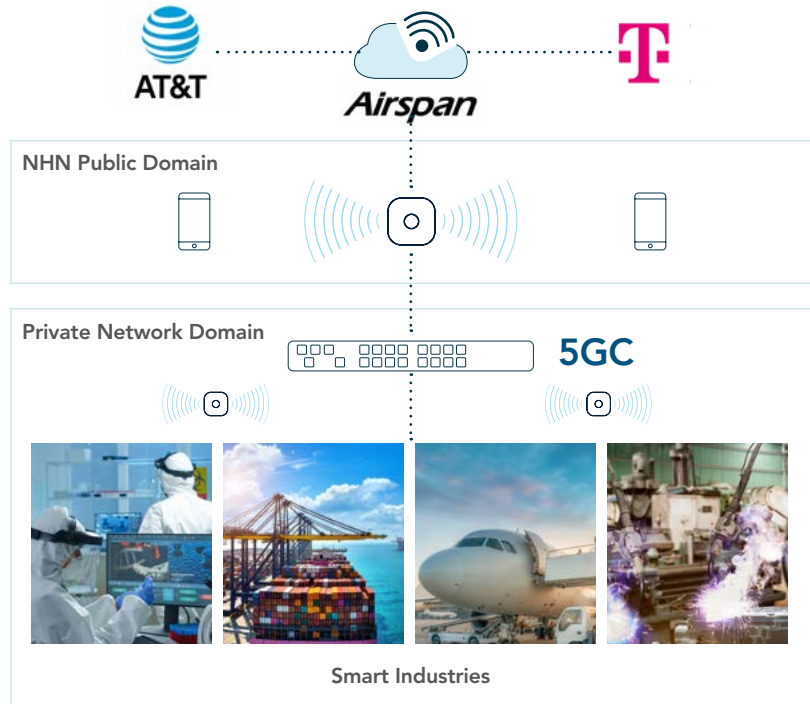 AT&T
T
Airspan
NHN Public Domain
Private Network Domain
5GC
Smart Industries